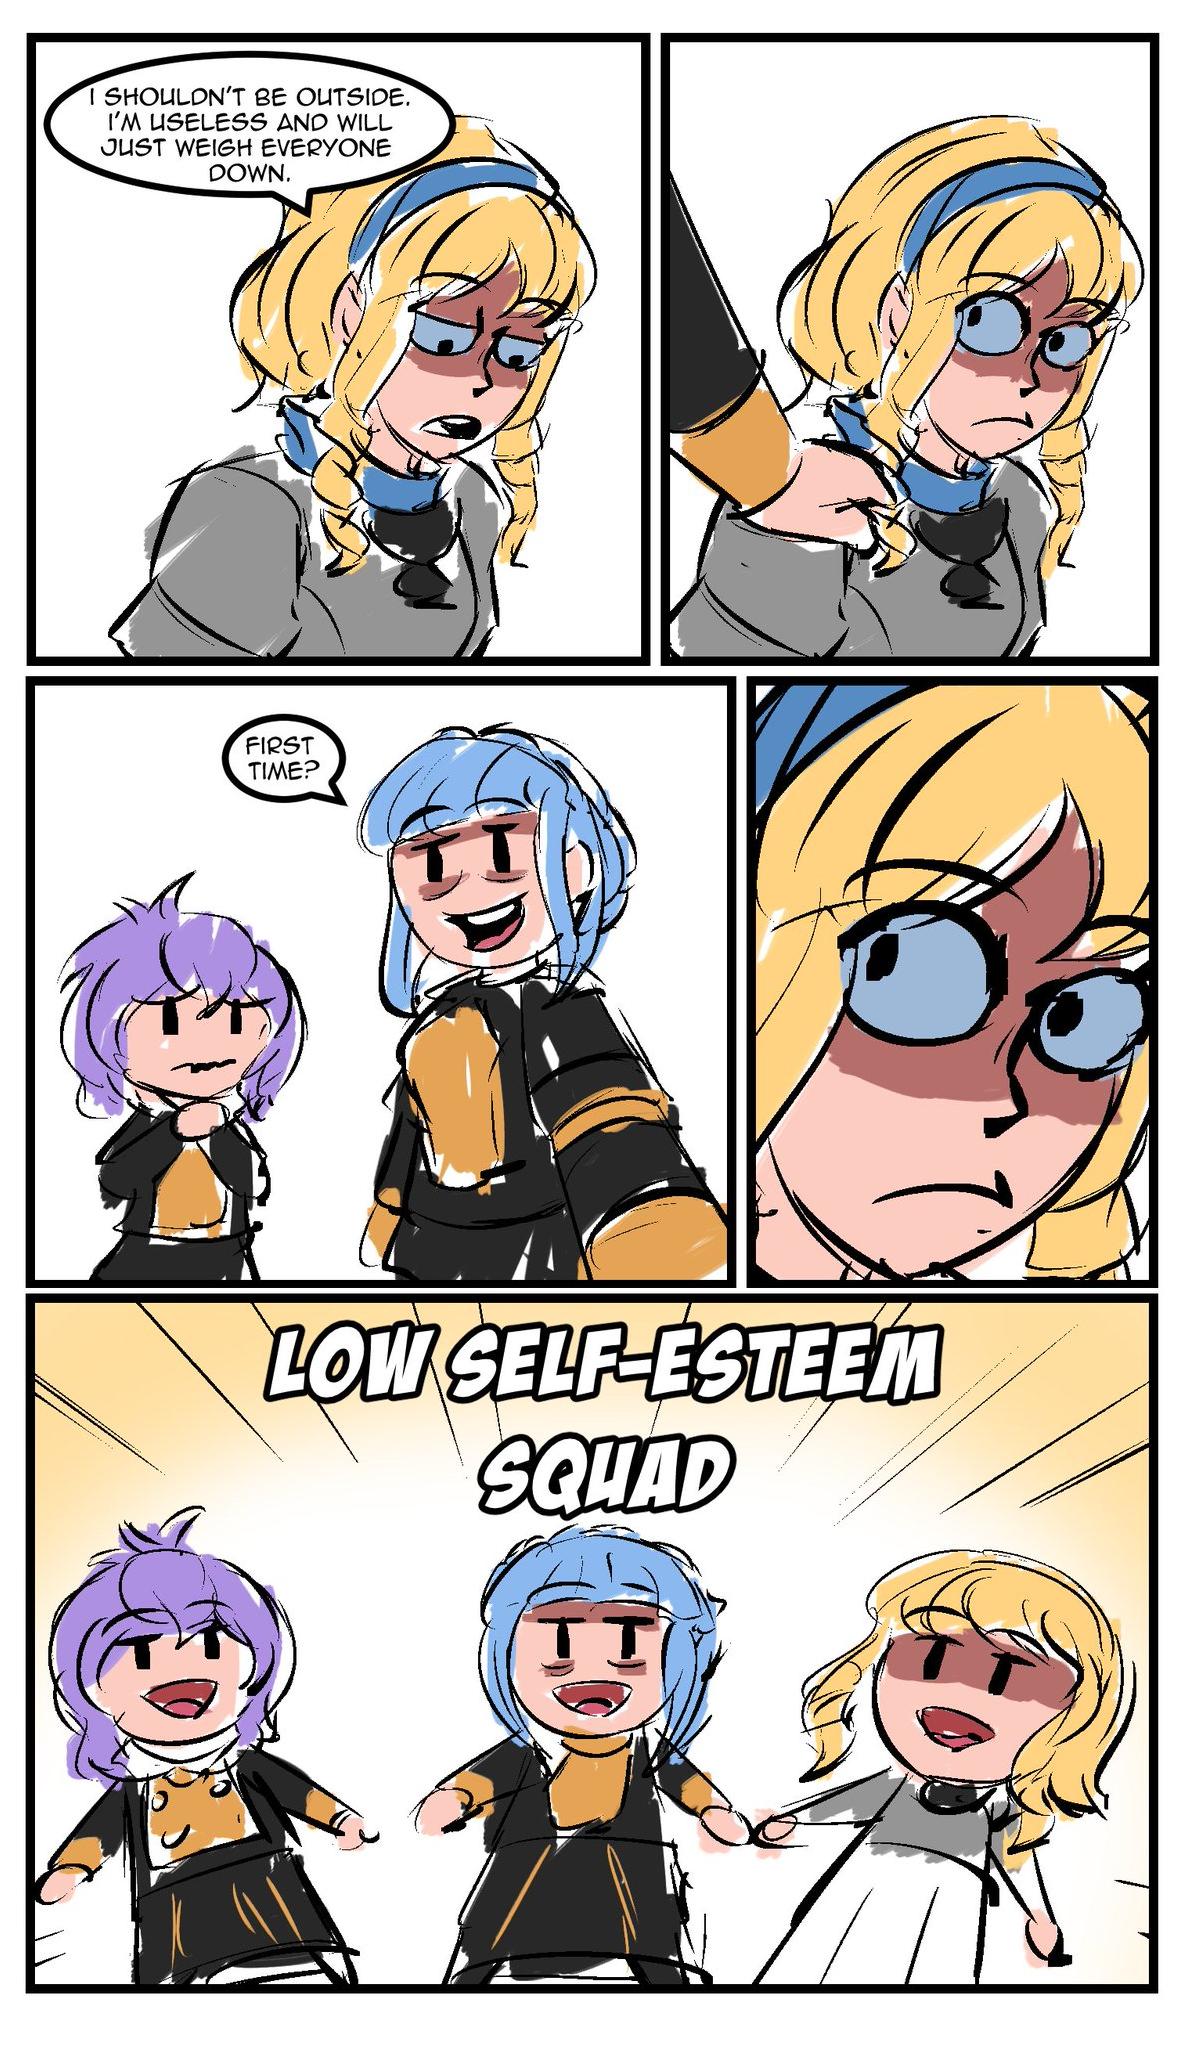 I SHOULDN'T BE OUTSIDE.
I'M USELESS AND WILL
JUST WEIGH EVERYONE
DOWN.
FIRST
TIME?
LOW SELF-ESTEEM
SQUAD